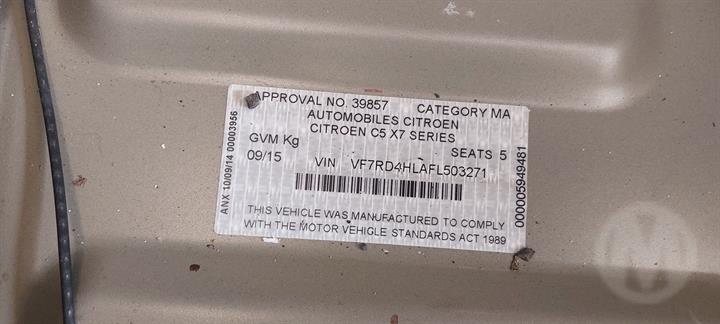 APPROVAL NO. 39857 CATEGORY MA
AUTOMOBILES CITROEN
CITROEN C5 X7 SERIES
GVM Kg
SEATS 5
09/15 VIN VF7RD4HLAFL503271
THIS VEHICLE WAS MANUFACTURED TO COMPLY
WITH THE MOTOR VEHICLE STANDARDS ACT 1989
ANX 10/09/14 00003956
000005949481
M